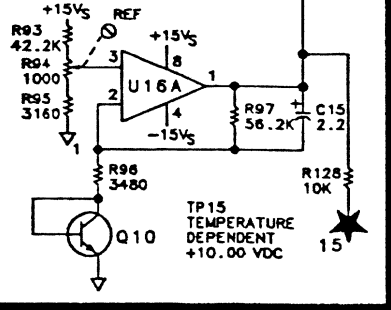 +15VS
REF
R93
42.2K
R94
1000
R95
3160
1
3
2
+15VS
8
U16A
1
4
-15VS
R97
56.2K
+
C15
2.2
R96
3480
R128
10K
Q10
TP15
TEMPERATURE
DEPENDENT
+10.00 VDC
15